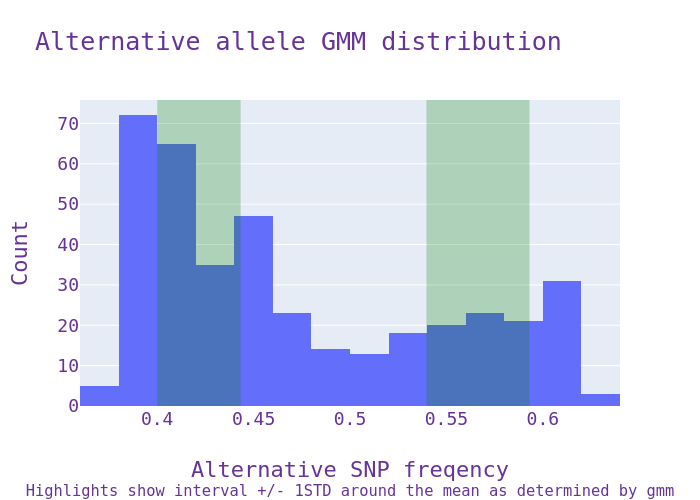 Alternative allele GMM distribution
70
60
50
40
30
20
10
0
Count
0.4 0.45 0.5 0.55 0.6
Alternative SNP freqency
Highlights show interval +/- 1STD around the mean as determined by gmm